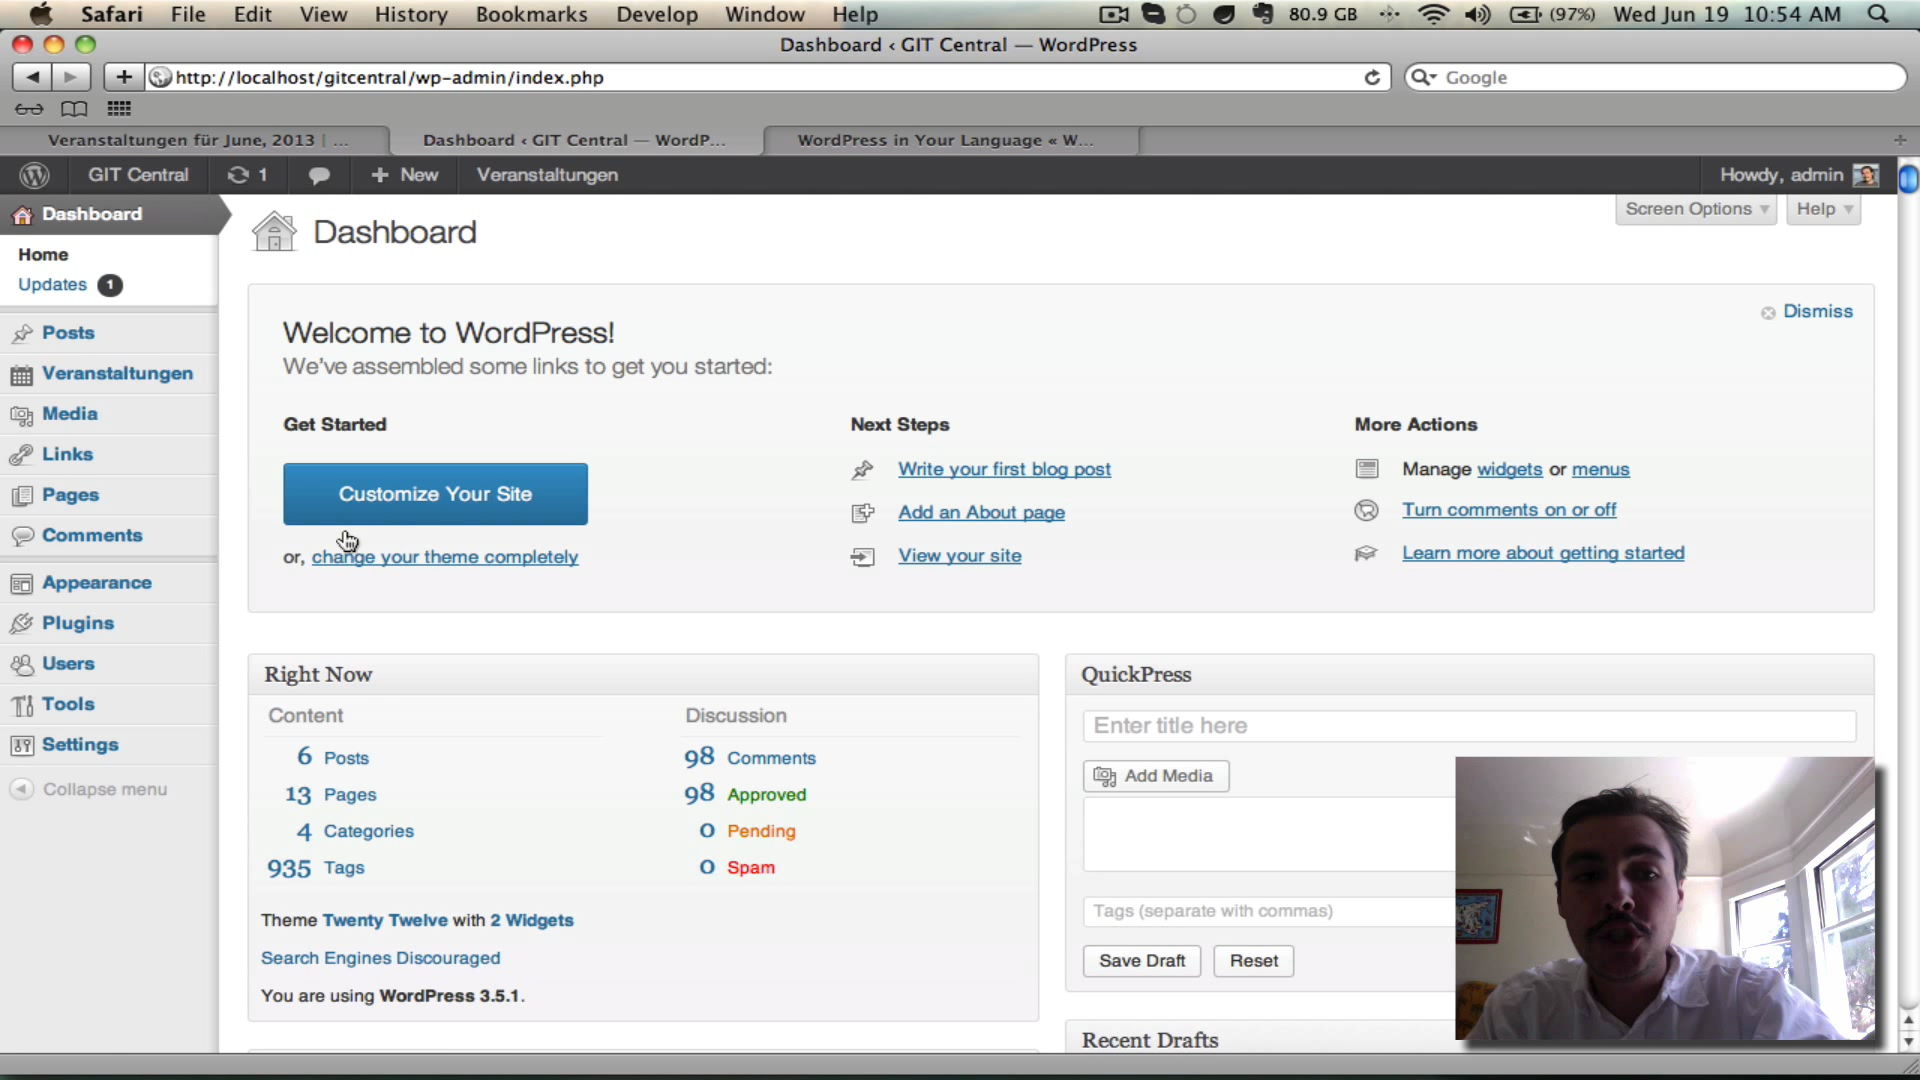 Safari File Edit View History Bookmarks Develop Window Help 80.9 GB (97%) Wed Jun 19 10:54 AM
Dashboard ‹ GIT Central — WordPress
http://localhost/gitcentral/wp-admin/index.php Google
Veranstaltungen für June, 2013 | ... Dashboard ‹ GIT Central — WordP... WordPress in Your Language « W...
GIT Central 1 New Veranstaltungen Howdy, admin
Dashboard
Home
Updates 1
Posts
Veranstaltungen
Media
Links
Pages
Comments
Appearance
Plugins
Users
Tools
Settings
Collapse menu
Screen Options Help
Dashboard
Dismiss
Welcome to WordPress!
We've assembled some links to get you started:
Get Started
Customize Your Site
or, change your theme completely
Next Steps
Write your first blog post
Add an About page
View your site
More Actions
Manage widgets or menus
Turn comments on or off
Learn more about getting started
Right Now
Content
6 Posts
13 Pages
4 Categories
935 Tags
Discussion
98 Comments
98 Approved
0 Pending
0 Spam
Theme Twenty Twelve with 2 Widgets
Search Engines Discouraged
You are using WordPress 3.5.1.
QuickPress
Enter title here
Add Media
Tags (separate with commas)
Save Draft Reset
Recent Drafts